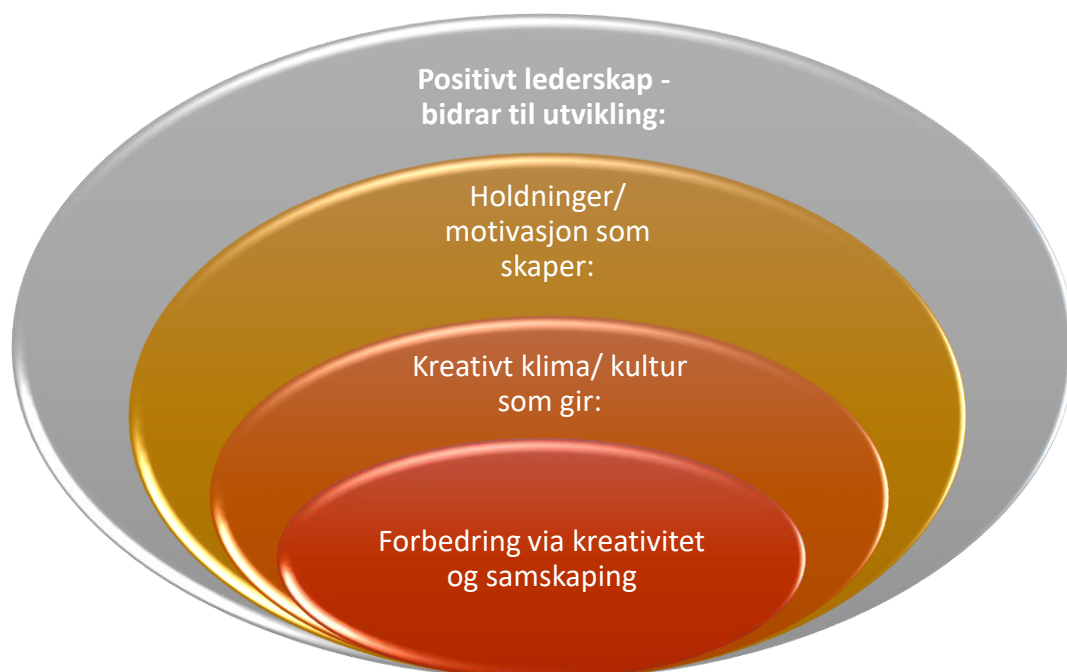 Positivt lederskap -
bidrar til utvikling:
Holdninger/
motivasjon som
skaper:
Kreativt klima/ kultur
som gir:
Forbedring via kreativitet
og samskaping